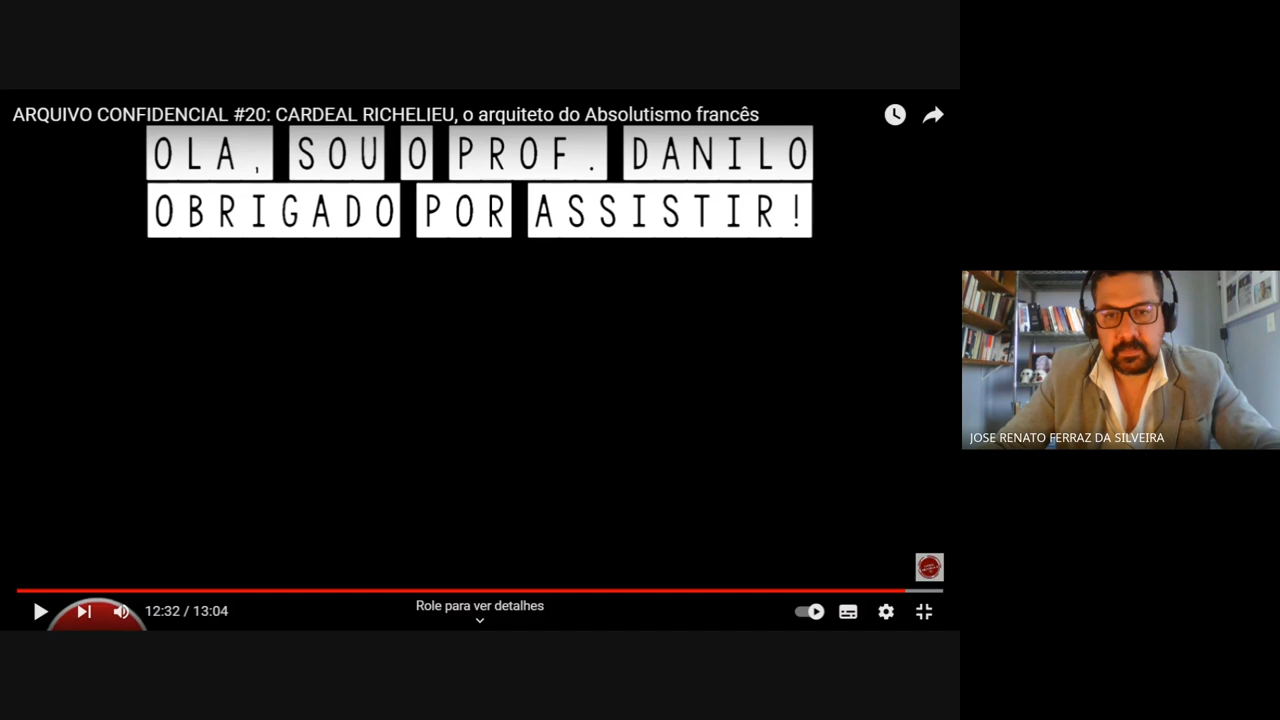 ARQUIVO CONFIDENCIAL #20: CARDEAL RICHELIEU, o arquiteto do Absolutismo francês
OLA, SOU O PROF. DANILO
OBRIGADO POR ASSISTIR!
JOSE RENATO FERRAZ DA SILVEIRA
12:32 / 13:04
Role para ver detalhes